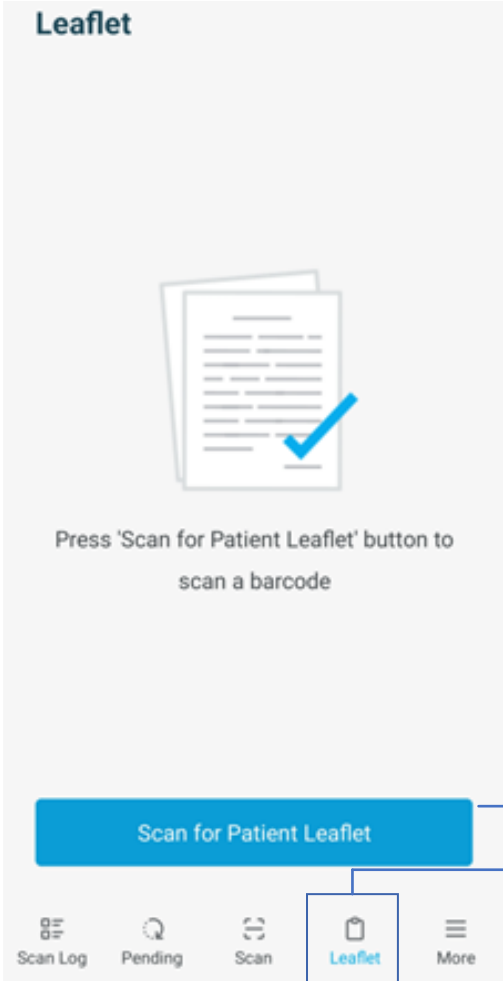 Leaflet
Press 'Scan for Patient Leaflet' button to
scan a barcode
Scan for Patient Leaflet
Scan Log Pending Scan Leaflet More